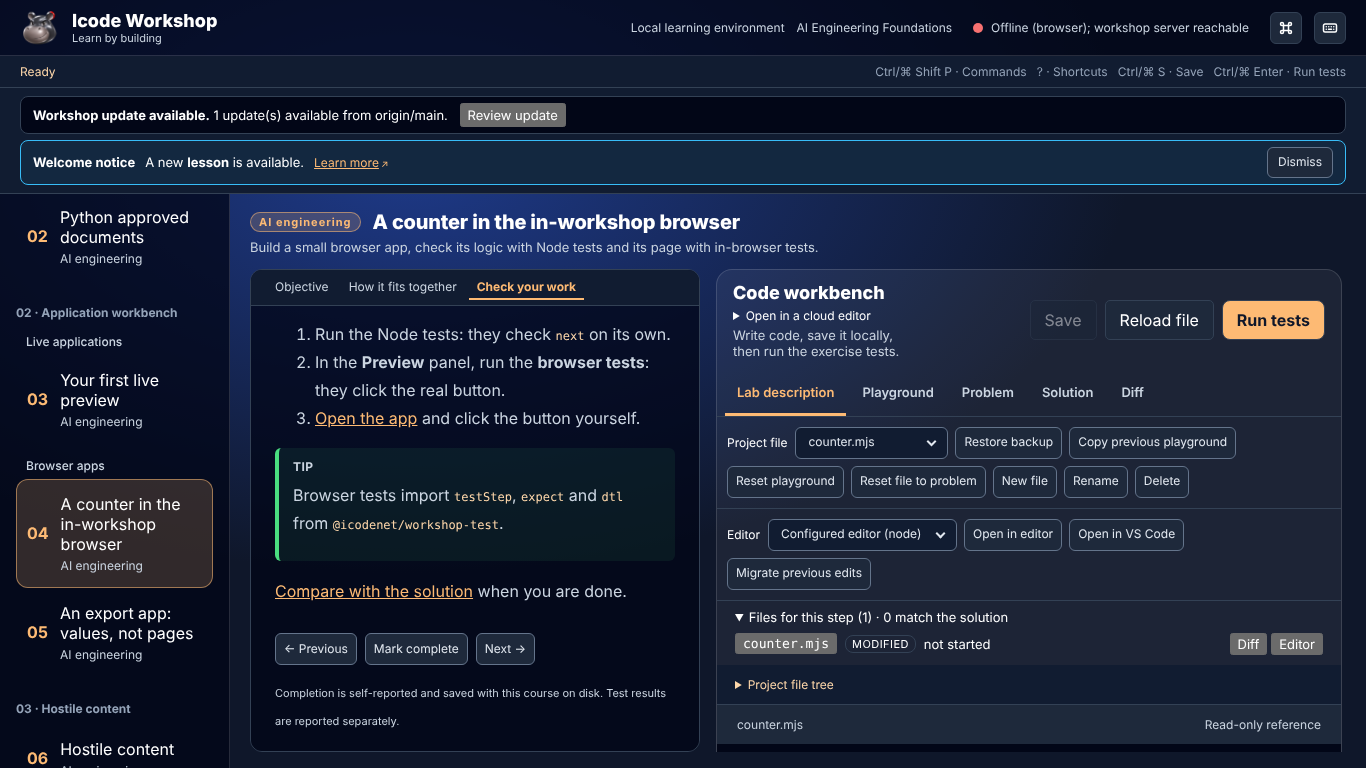 Icode Workshop
Learn by building
Local learning environment
AI Engineering Foundations
Offline (browser); workshop server reachable
Ready
Ctrl/⌘ Shift P · Commands
? · Shortcuts
Ctrl/⌘ S · Save
Ctrl/⌘ Enter · Run tests
Workshop update available. 1 update(s) available from origin/main.
Review update
Welcome notice A new lesson is available. Learn more ↗
Dismiss
02
Python approved
documents
AI engineering
02 · Application workbench
Live applications
03
Your first live
preview
AI engineering
Browser apps
04
A counter in the
in-workshop
browser
AI engineering
05
An export app:
values, not pages
AI engineering
03 · Hostile content
06
Hostile content
AI engineering
A counter in the in-workshop browser
Build a small browser app, check its logic with Node tests and its page with in-browser tests.
Objective
How it fits together
Check your work
1. Run the Node tests: they check next on its own.
2. In the Preview panel, run the browser tests:
they click the real button.
3. Open the app and click the button yourself.
TIP
Browser tests import testStep, expect and dtl
from @icodenet/workshop-test.
Compare with the solution when you are done.
← Previous
Mark complete
Next →
Completion is self-reported and saved with this course on disk. Test results
are reported separately.
Code workbench
▶ Open in a cloud editor
Write code, save it locally,
then run the exercise tests.
Save
Reload file
Run tests
Lab description
Playground
Problem
Solution
Diff
Project file
counter.mjs
Restore backup
Copy previous playground
Reset playground
Reset file to problem
New file
Rename
Delete
Editor
Configured editor (node)
Open in editor
Open in VS Code
Migrate previous edits
▼ Files for this step (1) · 0 match the solution
counter.mjs
MODIFIED
not started
Diff
Editor
▶ Project file tree
counter.mjs
Read-only reference